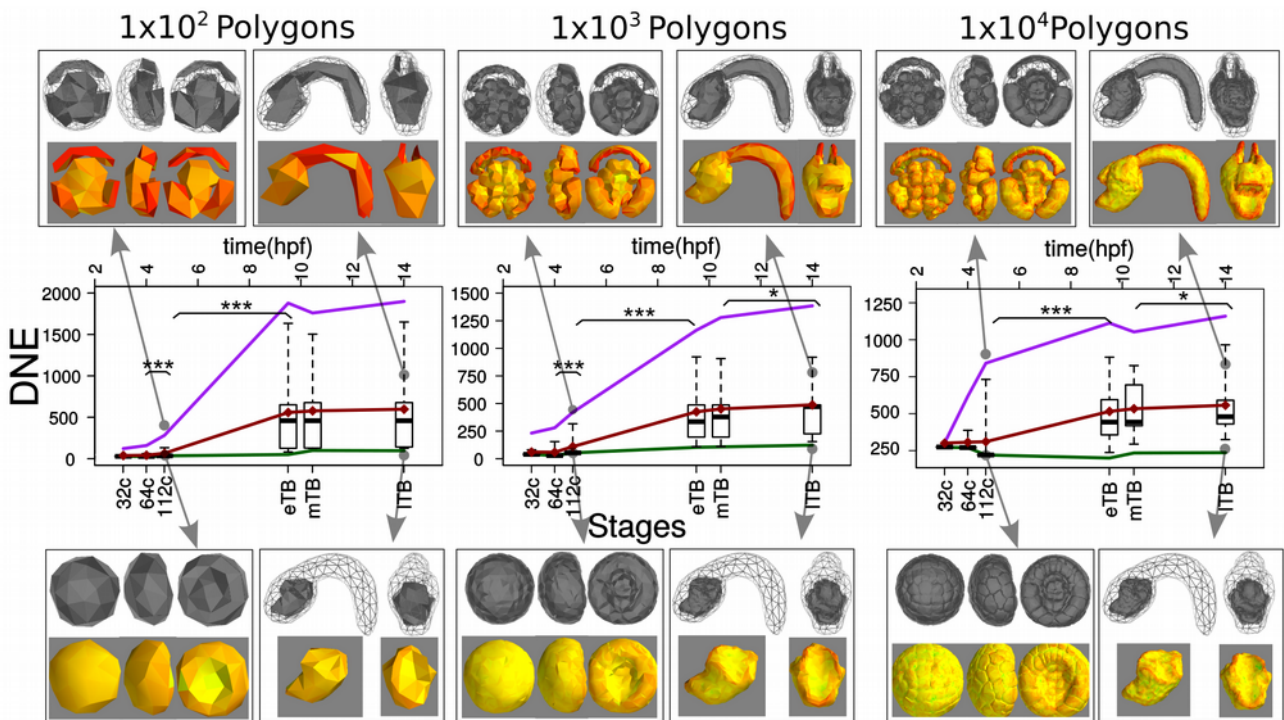 1x10² Polygons
1x10³ Polygons
1x10⁴Polygons
time(hpf)
time(hpf)
time(hpf)
2 4 6 8 10 12 14
2 4 6 8 10 12 14
2 4 6 8 10 12 14
DNE
2000
1500
1000
500
0
***
***
32c
64c
112c
eTB
mTB
lTB
1500
1250
1000
750
500
250
0
***
***
*
32c
64c
112c
eTB
mTB
lTB
1250
1000
750
500
250
***
*
32c
64c
112c
eTB
mTB
lTB
Stages